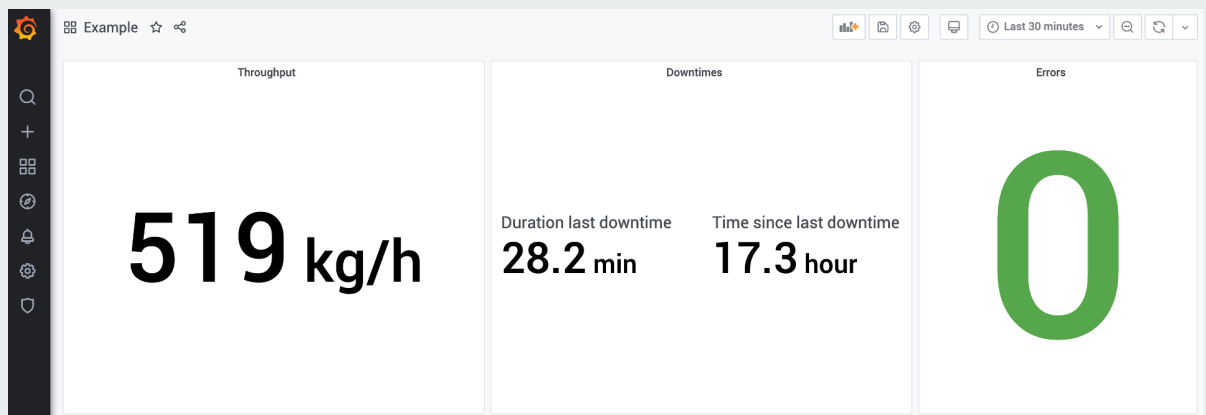 Example
Last 30 minutes
Throughput
519 kg/h
Downtimes
Duration last downtime
28.2 min
Time since last downtime
17.3 hour
Errors
0